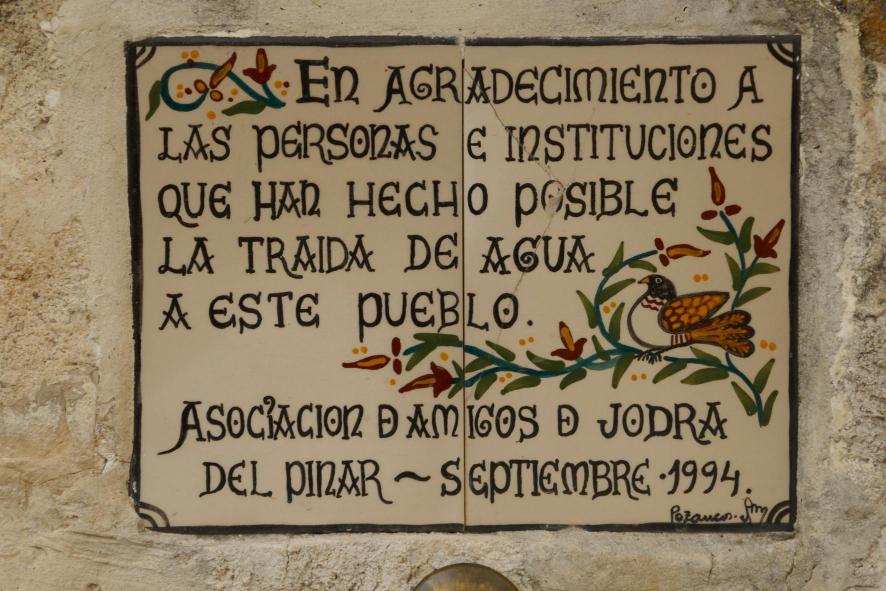 En AGRADECIMIENTO A
LAS PERSONAS E INSTITUCIONES
QUE HAN HECHO POSIBLE
LA TRAIDA DE AGUA
A ESTE PUEBLO.
ASOCIACION D AMIGOS D JODRA
DEL PINAR ~ SEPTIEMBRE · 1994.
Pozancos.